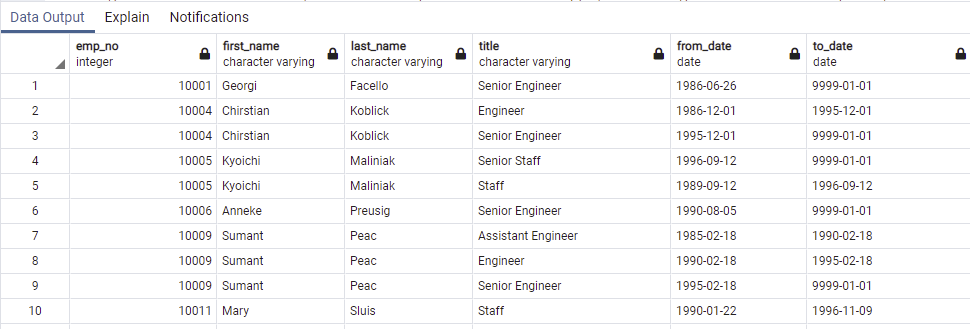 Data Output Explain Notifications
emp_no first_name last_name title from_date to_date
integer character varying character varying character varying date date
1 10001 Georgi Facello Senior Engineer 1986-06-26 9999-01-01
2 10004 Chirstian Koblick Engineer 1986-12-01 1995-12-01
3 10004 Chirstian Koblick Senior Engineer 1995-12-01 9999-01-01
4 10005 Kyoichi Maliniak Senior Staff 1996-09-12 9999-01-01
5 10005 Kyoichi Maliniak Staff 1989-09-12 1996-09-12
6 10006 Anneke Preusig Senior Engineer 1990-08-05 9999-01-01
7 10009 Sumant Peac Assistant Engineer 1985-02-18 1990-02-18
8 10009 Sumant Peac Engineer 1990-02-18 1995-02-18
9 10009 Sumant Peac Senior Engineer 1995-02-18 9999-01-01
10 10011 Mary Sluis Staff 1990-01-22 1996-11-09